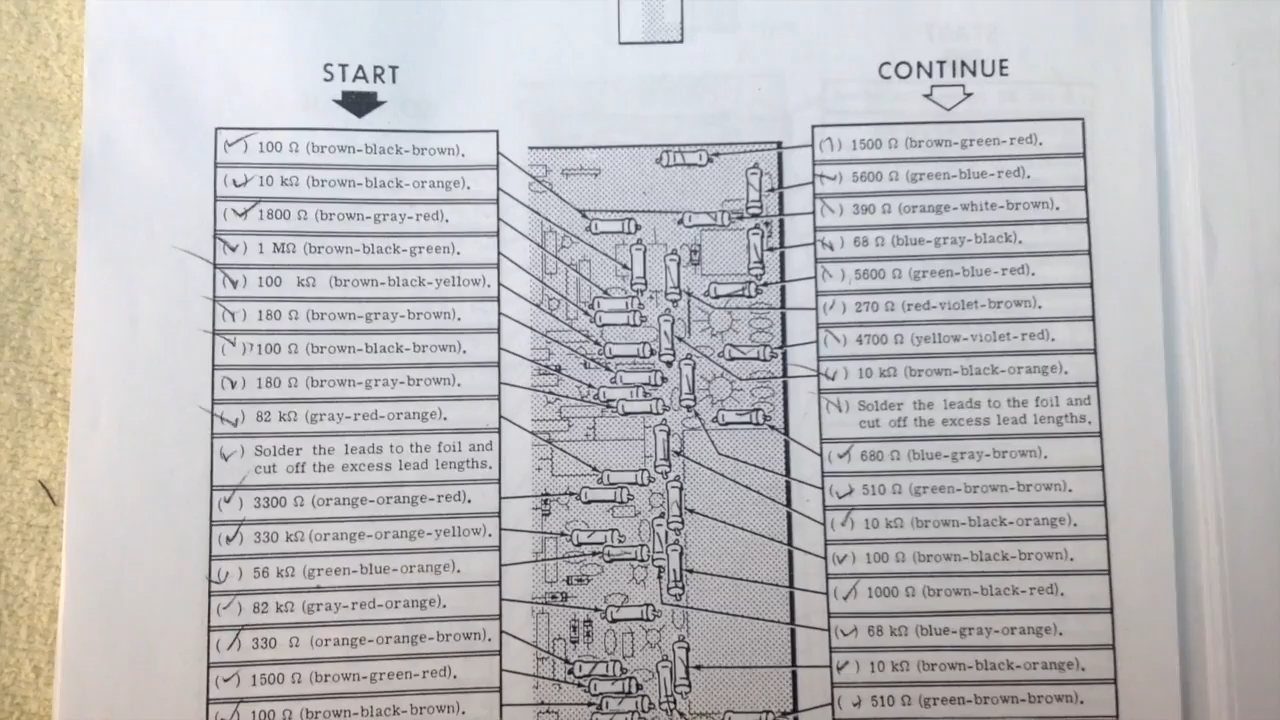 START
100 Ω (brown-black-brown).
10 kΩ (brown-black-orange).
1800 Ω (brown-gray-red).
1 MΩ (brown-black-green).
100 kΩ (brown-black-yellow).
180 Ω (brown-gray-brown).
100 Ω (brown-black-brown).
180 Ω (brown-gray-brown).
82 kΩ (gray-red-orange).
Solder the leads to the foil and
cut off the excess lead lengths.
3300 Ω (orange-orange-red).
330 kΩ (orange-orange-yellow).
56 kΩ (green-blue-orange).
82 kΩ (gray-red-orange).
330 Ω (orange-orange-brown).
1500 Ω (brown-green-red).
100 Ω (brown-black-brown).
CONTINUE
1500 Ω (brown-green-red).
5600 Ω (green-blue-red).
390 Ω (orange-white-brown).
68 Ω (blue-gray-black).
5600 Ω (green-blue-red).
270 Ω (red-violet-brown).
4700 Ω (yellow-violet-red).
10 kΩ (brown-black-orange).
Solder the leads to the foil and
cut off the excess lead lengths.
680 Ω (blue-gray-brown).
510 Ω (green-brown-brown).
10 kΩ (brown-black-orange).
100 Ω (brown-black-brown).
1000 Ω (brown-black-red).
68 kΩ (blue-gray-orange).
10 kΩ (brown-black-orange).
510 Ω (green-brown-brown).